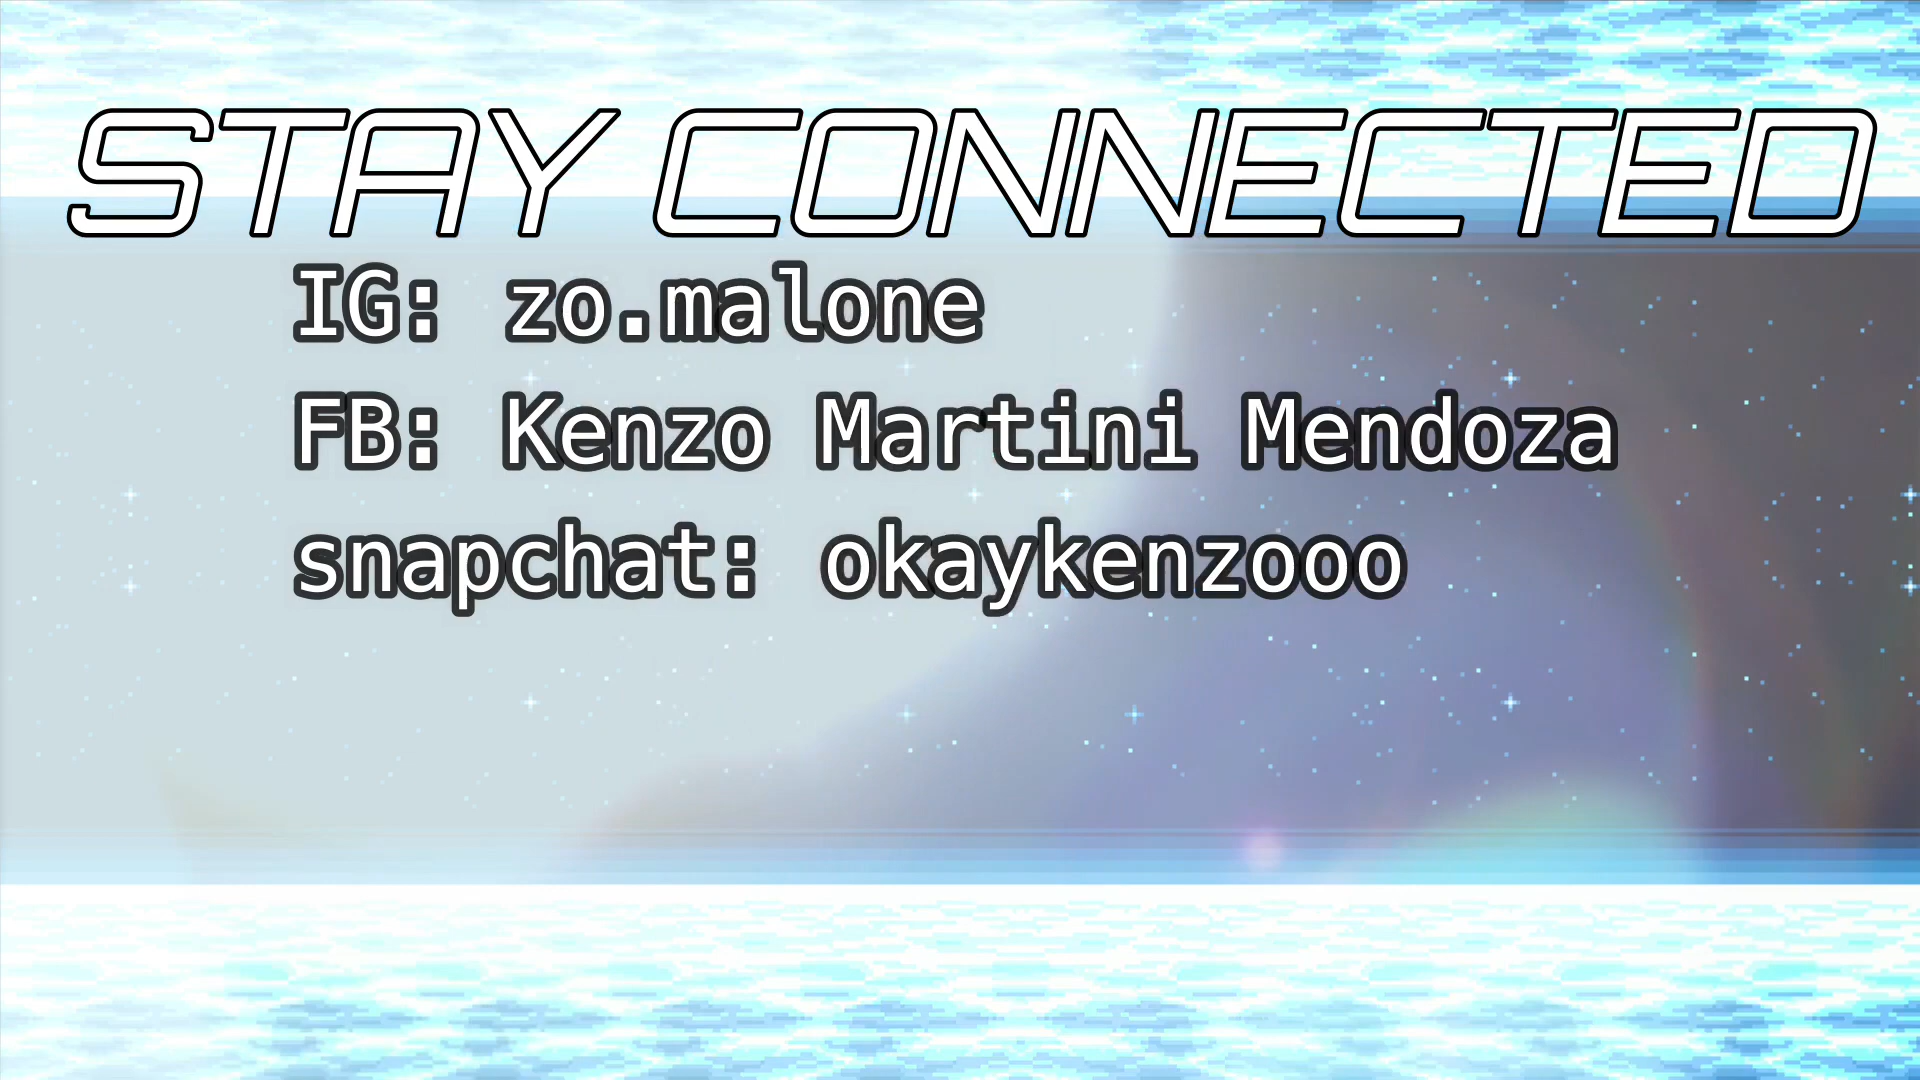 STAY CONNECTED
IG: zo.malone
FB: Kenzo Martini Mendoza
snapchat: okaykenzooo